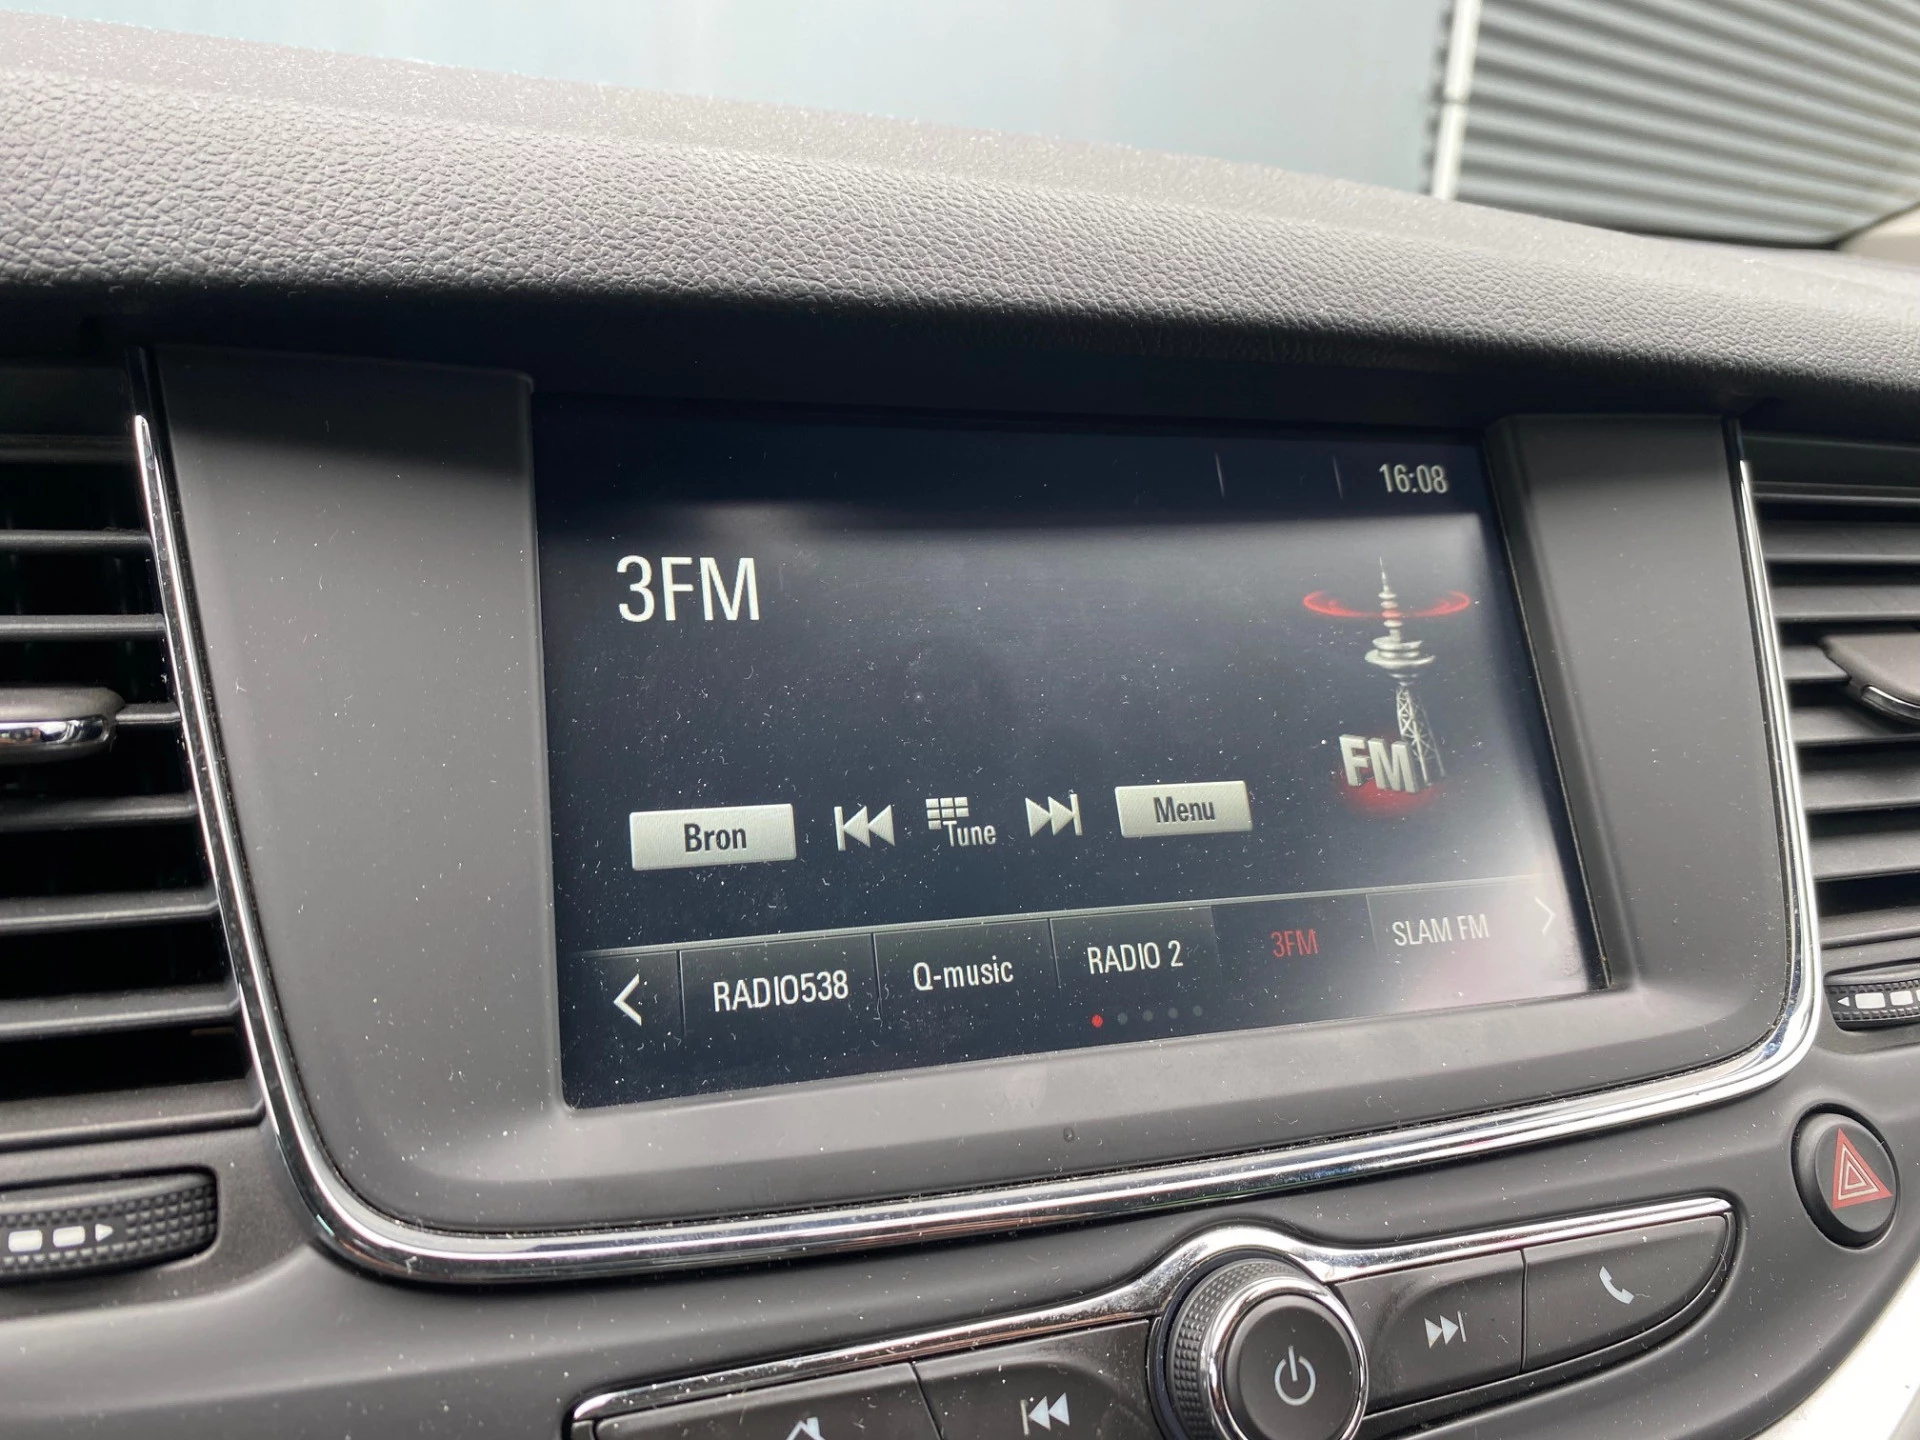 16:08
3FM
FM
Bron
Tune
Menu
RADIO538
Q-music
RADIO 2
3FM
SLAM FM